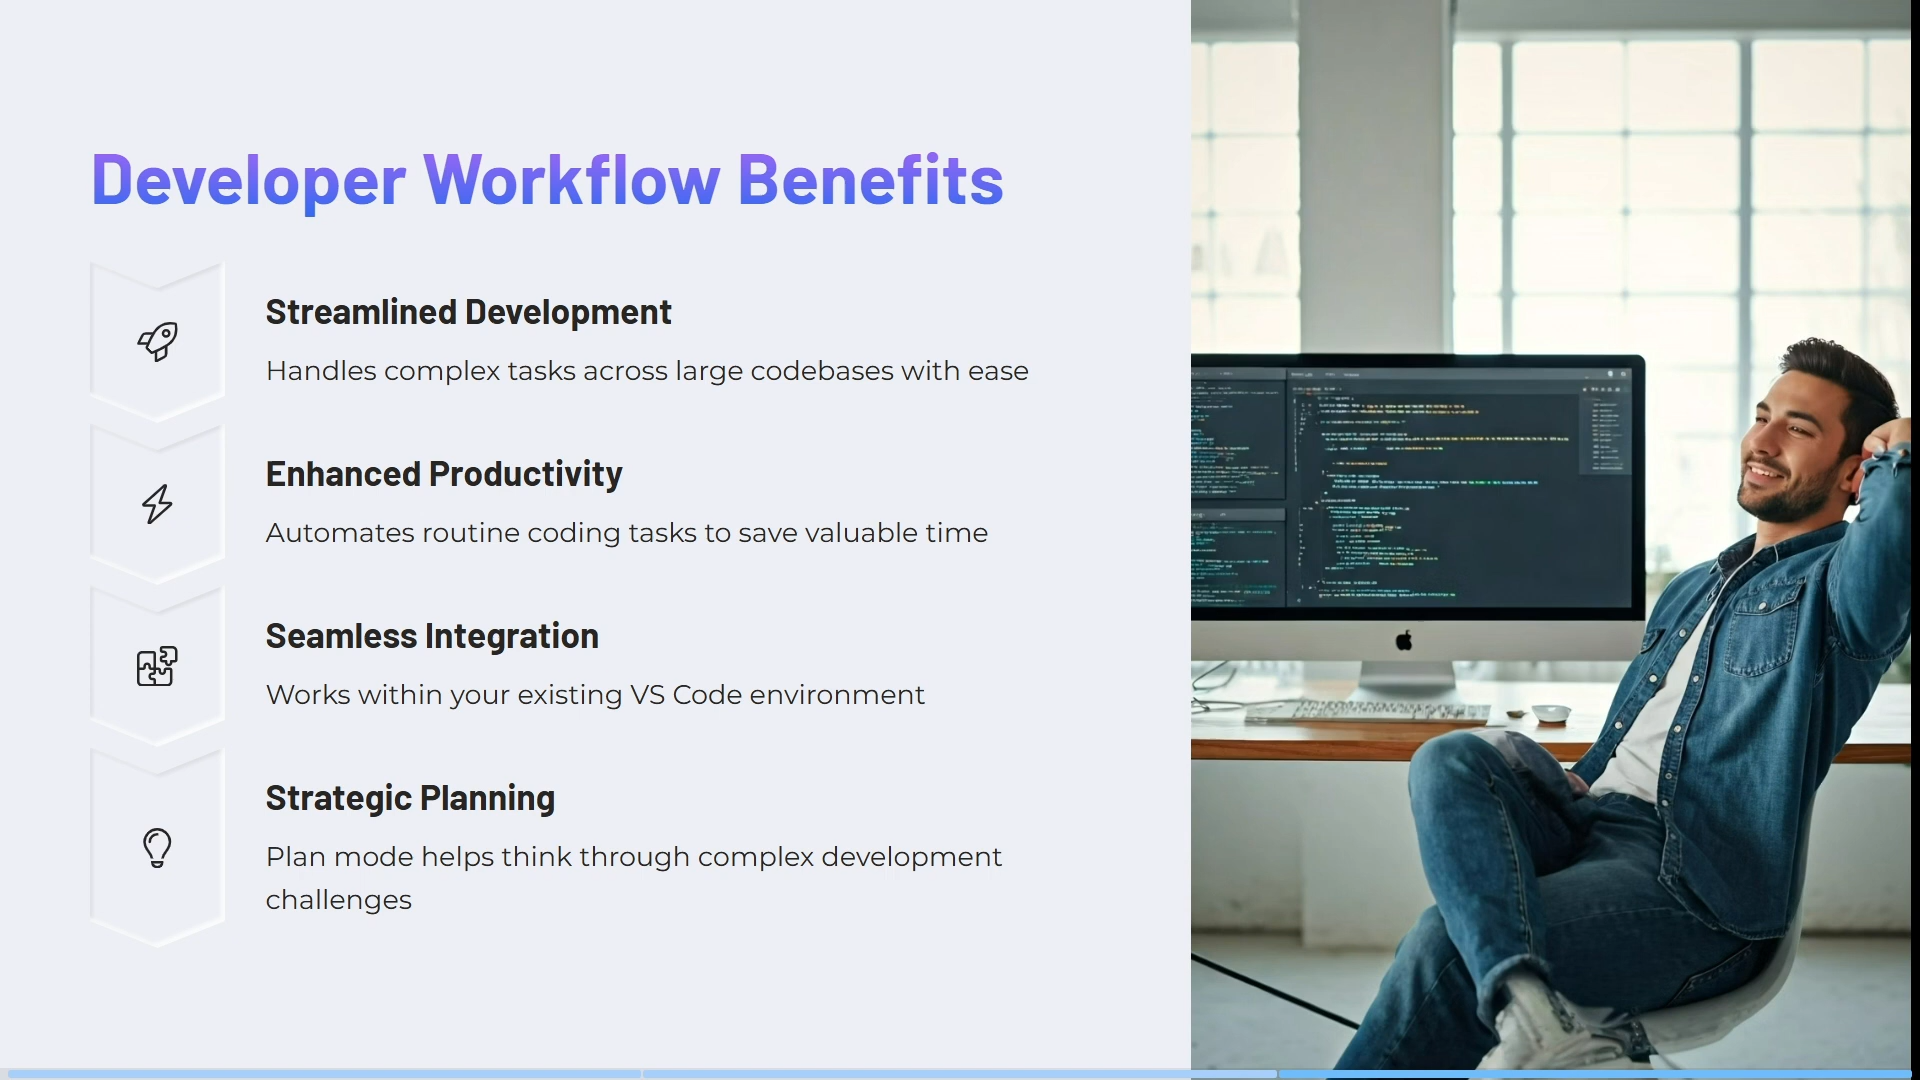 Developer Workflow Benefits
Streamlined Development
Handles complex tasks across large codebases with ease
Enhanced Productivity
Automates routine coding tasks to save valuable time
Seamless Integration
Works within your existing VS Code environment
Strategic Planning
Plan mode helps think through complex development
challenges